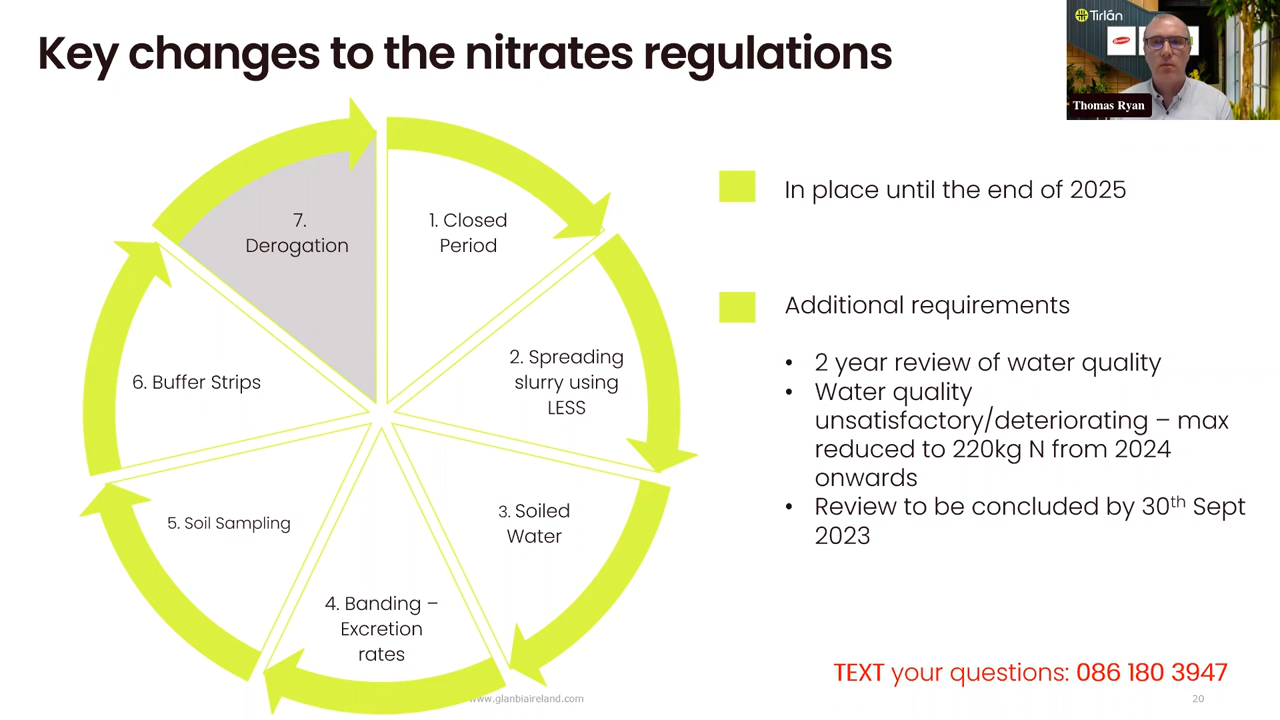 Key changes to the nitrates regulations
Tirlán
Thomas Ryan
7.
Derogation
1. Closed
Period
2. Spreading
slurry using
LESS
3. Soiled
Water
4. Banding –
Excretion
rates
5. Soil Sampling
6. Buffer Strips
In place until the end of 2025
Additional requirements
• 2 year review of water quality
• Water quality
unsatisfactory/deteriorating – max
reduced to 220kg N from 2024
onwards
• Review to be concluded by 30th Sept
2023
TEXT your questions: 086 180 3947
www.glanbiaireland.com
20